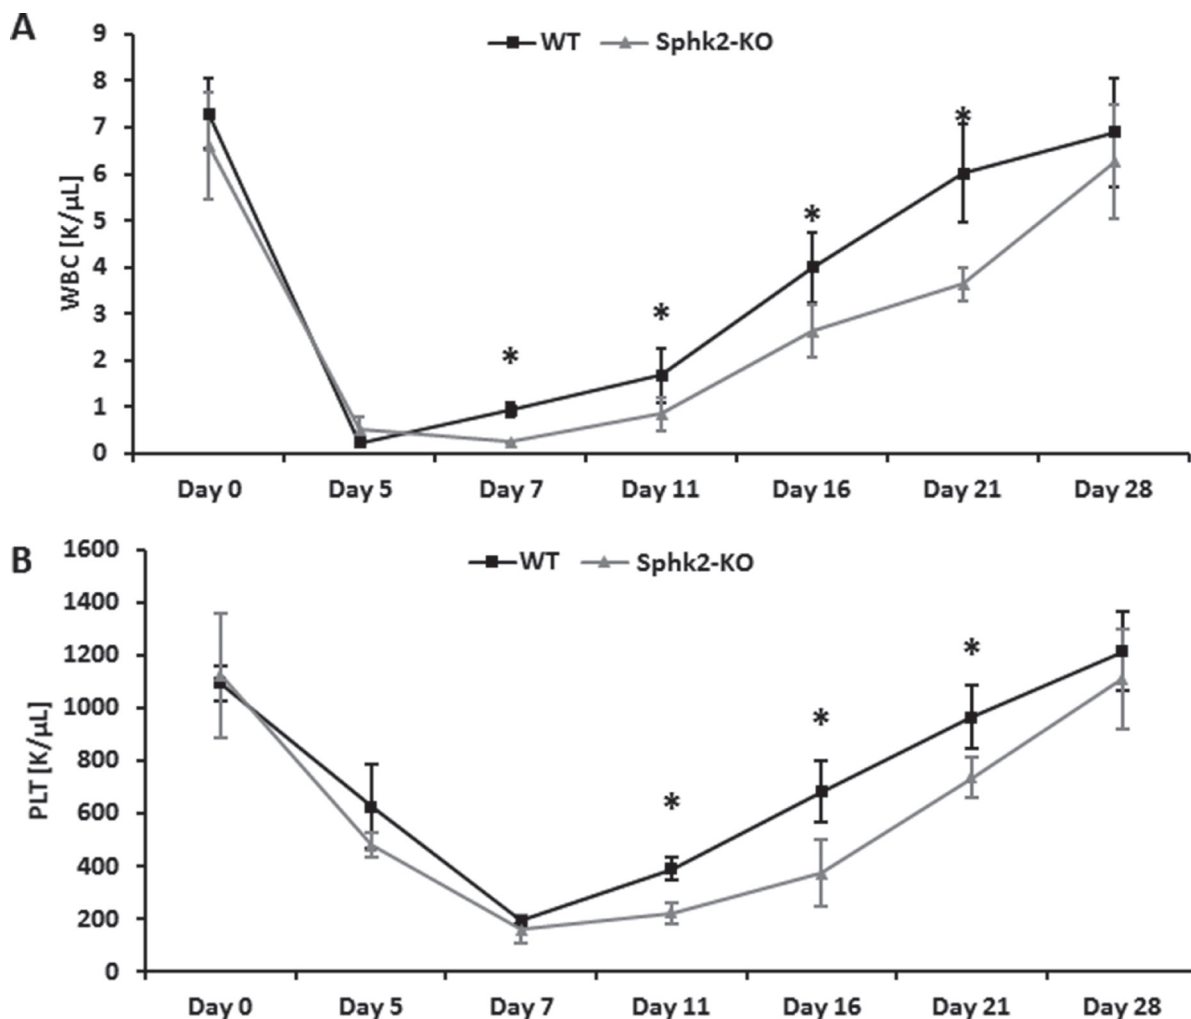 A
WT Sphk2-KO
WBC [K/µL]
9
8
7
6
5
4
3
2
1
0
* * * * *
Day 0 Day 5 Day 7 Day 11 Day 16 Day 21 Day 28
B
WT Sphk2-KO
PLT [K/µL]
1600
1400
1200
1000
800
600
400
200
0
* * *
Day 0 Day 5 Day 7 Day 11 Day 16 Day 21 Day 28